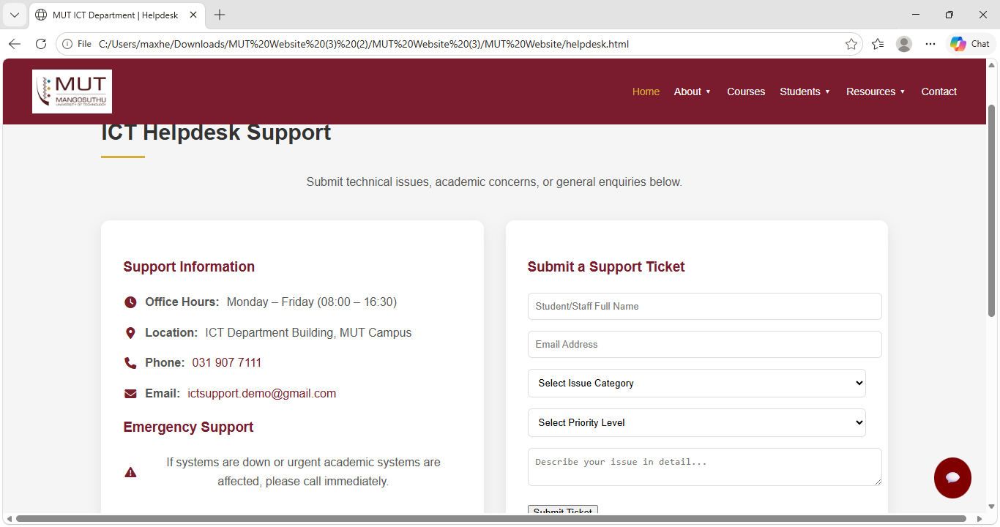 MUT ICT Department | Helpdesk
File C:/Users/maxhe/Downloads/MUT%20Website%20(3)%20(2)/MUT%20Website%20(3)/MUT%20Website/helpdesk.html
Chat
MUT
MANGOSUTHU
UNIVERSITY OF TECHNOLOGY
Home About Courses Students Resources Contact
ICT Helpdesk Support
Submit technical issues, academic concerns, or general enquiries below.
Support Information
Office Hours: Monday – Friday (08:00 – 16:30)
Location: ICT Department Building, MUT Campus
Phone: 031 907 7111
Email: ictsupport.demo@gmail.com
Emergency Support
If systems are down or urgent academic systems are
affected, please call immediately.
Submit a Support Ticket
Student/Staff Full Name
Email Address
Select Issue Category
Select Priority Level
Describe your issue in detail...
Submit Ticket